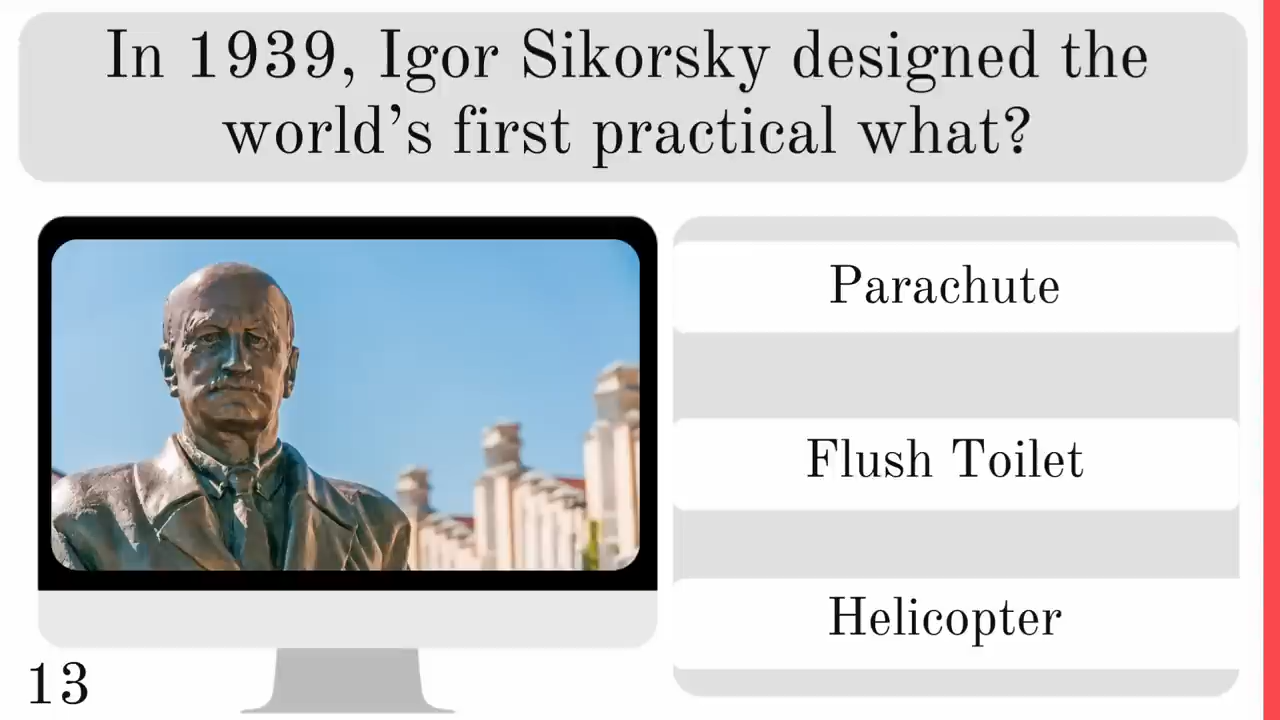 In 1939, Igor Sikorsky designed the
world’s first practical what?
Parachute
Flush Toilet
Helicopter
13